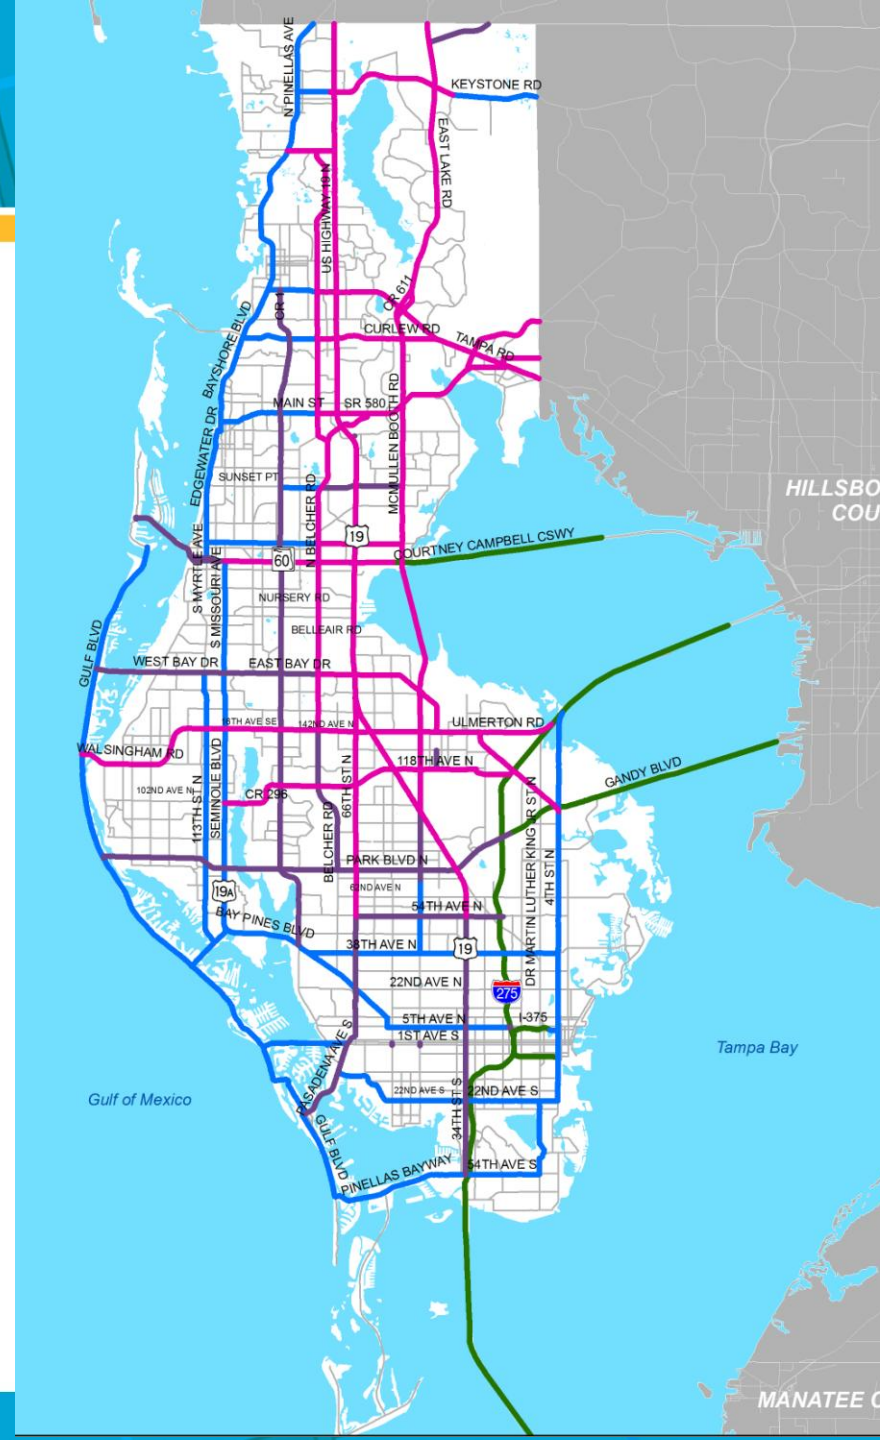 N PINELLAS AVE
KEYSTONE RD
EAST LAKE RD
US HIGHWAY 19 N
CR 611
CR 1
BAYSHORE BLVD
CURLEW RD
TAMPA RD
MAIN ST
SR 580
MCMULLEN BOOTH RD
EDGEWATER DR
SUNSET PT
HILLSBO
COU
N BELCHER RD
19
S MYRTLE AVE
COURTNEY CAMPBELL CSWY
60
S MISSOURI AVE
NURSERY RD
BELLEAIR RD
GULF BLVD
WEST BAY DR
EAST BAY DR
16TH AVE SE
142ND AVE N
ULMERTON RD
WALSINGHAM RD
118TH AVE N
GANDY BLVD
102ND AVE N
CR 296
66TH ST N
113TH ST N
SEMINOLE BLVD
BELCHER RD
DR MARTIN LUTHER KING JR ST N
4TH ST N
PARK BLVD N
62ND AVE N
19A
54TH AVE N
BAY PINES BLVD
38TH AVE N
19
22ND AVE N
275
5TH AVE N
I-375
1ST AVE S
Tampa Bay
PASADENA AVE S
22ND AVE S
22ND AVE S
Gulf of Mexico
34TH ST S
GULF BLVD
PINELLAS BAYWAY
54TH AVE S
MANATEE C